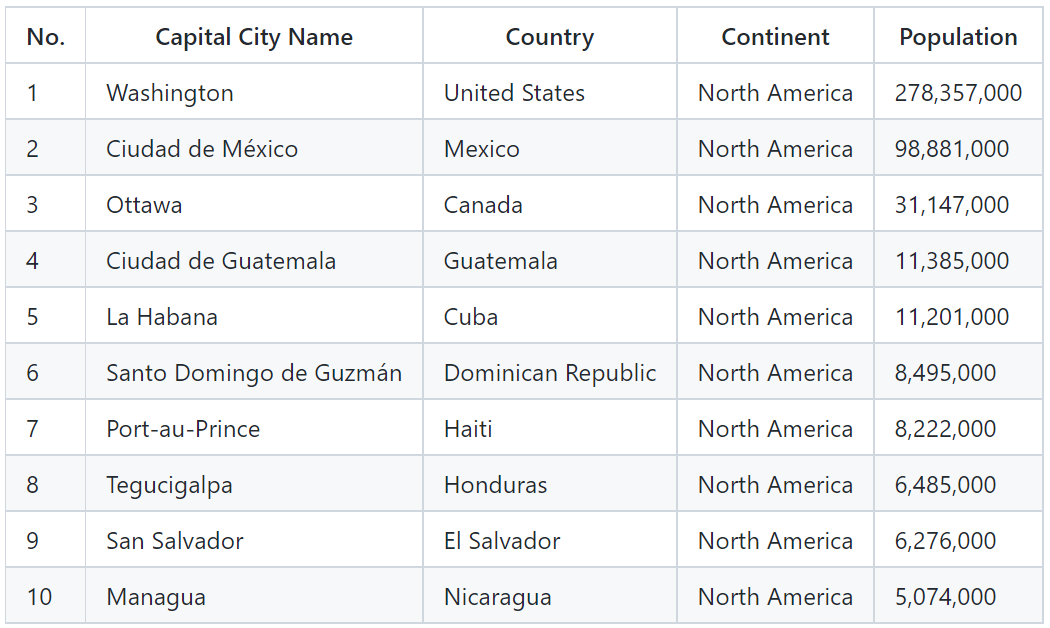 No. Capital City Name Country Continent Population
1 Washington United States North America 278,357,000
2 Ciudad de México Mexico North America 98,881,000
3 Ottawa Canada North America 31,147,000
4 Ciudad de Guatemala Guatemala North America 11,385,000
5 La Habana Cuba North America 11,201,000
6 Santo Domingo de Guzmán Dominican Republic North America 8,495,000
7 Port-au-Prince Haiti North America 8,222,000
8 Tegucigalpa Honduras North America 6,485,000
9 San Salvador El Salvador North America 6,276,000
10 Managua Nicaragua North America 5,074,000